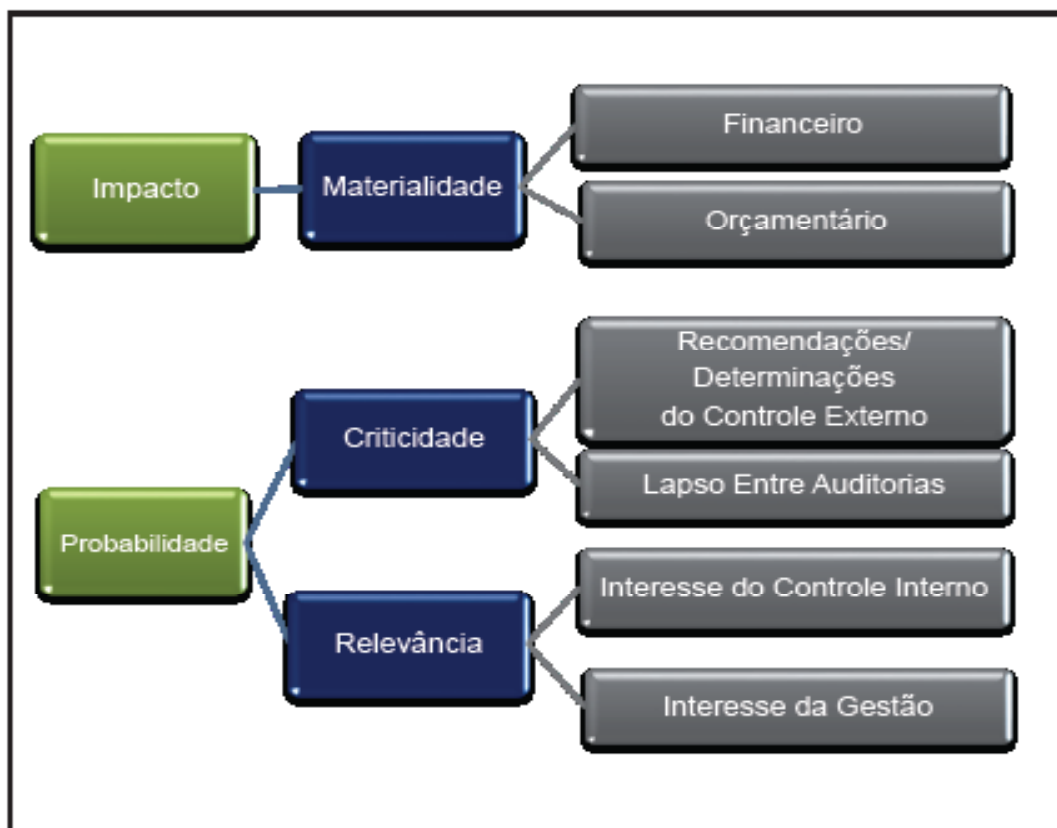 Impacto
Materialidade
Financeiro
Orçamentário
Probabilidade
Criticidade
Recomendações/
Determinações
do Controle Externo
Lapso Entre Auditorias
Relevância
Interesse do Controle Interno
Interesse da Gestão